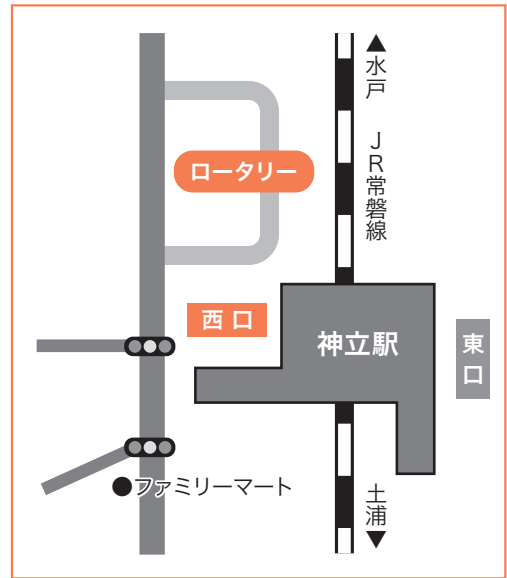 ▲水戸
JR常磐線
ロータリー
西口
神立駅
東口
●ファミリーマート
土浦▼